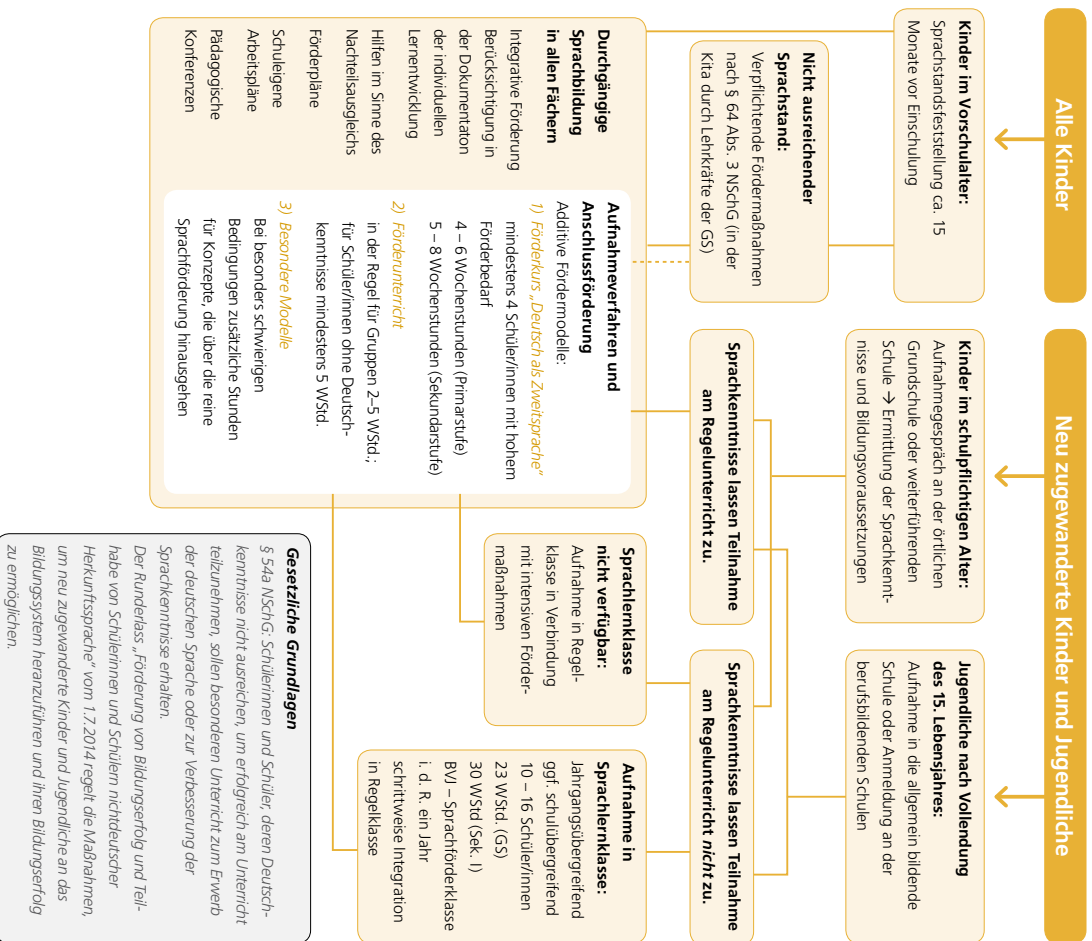 Alle Kinder
Neu zugewanderte Kinder und Jugendliche
Kinder im Vorschulalter:
Sprachstandsfeststellung ca. 15
Monate vor Einschulung
Kinder im schulpflichtigen Alter:
Aufnahmegespräch an der örtlichen
Grundschule oder weiterführenden
Schule → Ermittlung der Sprachkennt-
nisse und Bildungsvoraussetzungen
Jugendliche nach Vollendung
des 15. Lebensjahres:
Aufnahme in die allgemein bildende
Schule oder Anmeldung an der
berufsbildenden Schulen
Nicht ausreichender
Sprachstand:
Verpflichtende Fördermaßnahmen
nach § 64 Abs. 3 NSchG (in der
Kita durch Lehrkräfte der GS)
Sprachkenntnisse lassen Teilnahme
am Regelunterricht zu.
Sprachkenntnisse lassen Teilnahme
am Regelunterricht nicht zu.
Durchgängige
Sprachbildung
in allen Fächern
Integrative Förderung
Berücksichtigung in
der Dokumentaton
der individuellen
Lernentwicklung
Hilfen im Sinne des
Nachteilsausgleichs
Förderpläne
Schuleigene
Arbeitspläne
Pädagogische
Konferenzen
Aufnahmeverfahren und
Anschlussförderung
Additive Fördermodelle:
1) Förderkurs „Deutsch als Zweitsprache“
mindestens 4 Schüler/innen mit hohem
Förderbedarf
4 – 6 Wochenstunden (Primarstufe)
5 – 8 Wochenstunden (Sekundarstufe)
2) Förderunterricht
in der Regel für Gruppen 2–5 WStd.;
für Schüler/innen ohne Deutsch-
kenntnisse mindestens 5 WStd.
3) Besondere Modelle
Bei besonders schwierigen
Bedingungen zusätzliche Stunden
für Konzepte, die über die reine
Sprachförderung hinausgehen
Sprachlernklasse
nicht verfügbar:
Aufnahme in Regel-
klasse in Verbindung
mit intensiven Förder-
maßnahmen
Aufnahme in
Sprachlernklasse:
Jahrgangsübergreifend
ggf. schulübergreifend
10 – 16 Schüler/innen
23 WStd. (GS)
30 WStd (Sek. I)
BVJ – Sprachförderklasse
i. d. R. ein Jahr
schrittweise Integration
in Regelklasse
Gesetzliche Grundlagen
§ 54a NSchG: Schülerinnen und Schüler, deren Deutsch-
kenntnisse nicht ausreichen, um erfolgreich am Unterricht
teilzunehmen, sollen besonderen Unterricht zum Erwerb
der deutschen Sprache oder zur Verbesserung der
Sprachkenntnisse erhalten.
Der Runderlass „Förderung von Bildungserfolg und Teil-
habe von Schülerinnen und Schülern nichtdeutscher
Herkunftssprache“ vom 1.7.2014 regelt die Maßnahmen,
um neu zugewanderte Kinder und Jugendliche an das
Bildungssystem heranzuführen und ihren Bildungserfolg
zu ermöglichen.